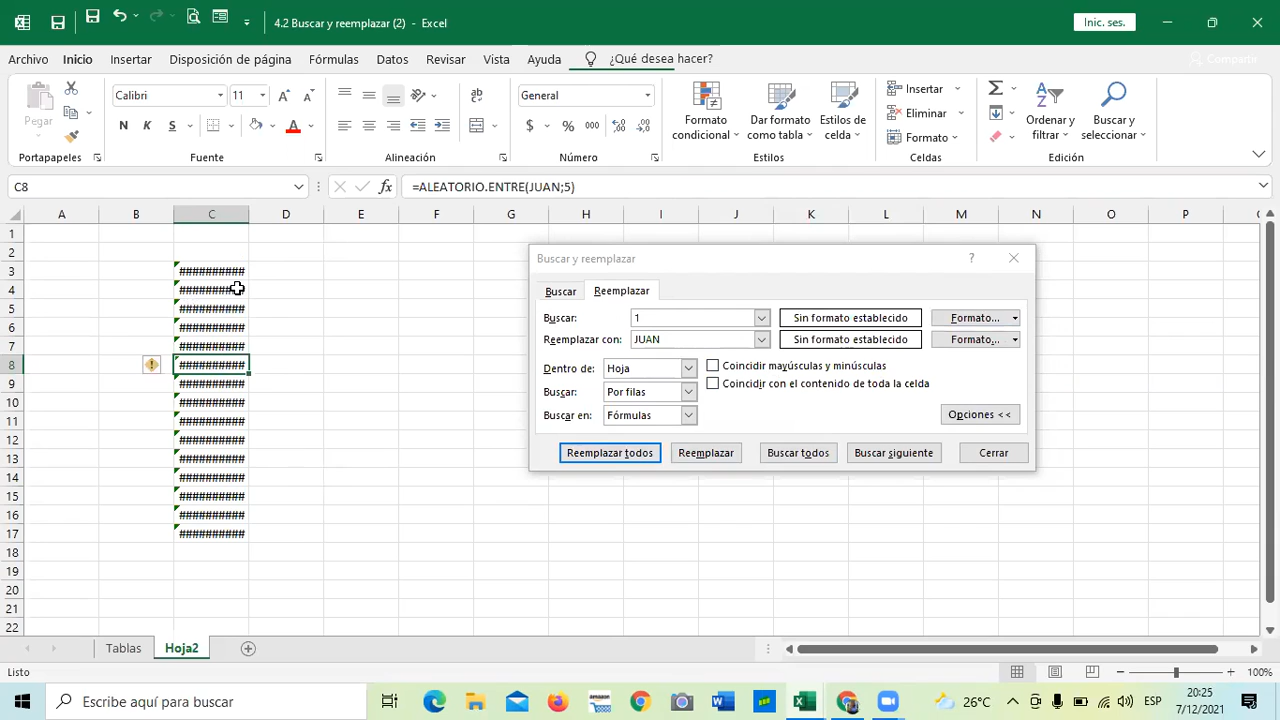 4.2 Buscar y reemplazar (2) - Excel
Inic. ses.
Archivo Inicio Insertar Disposición de página Fórmulas Datos Revisar Vista Ayuda ¿Qué desea hacer? Compartir
Pegar
Portapapeles
Calibri 11
N K S
Fuente
Alineación
General
$ % 000
Número
Formato condicional
Dar formato como tabla
Estilos de celda
Estilos
Insertar
Eliminar
Formato
Celdas
Ordenar y filtrar
Buscar y seleccionar
Edición
C8 fx =ALEATORIO.ENTRE(JUAN;5)
A B C D E F G H I J K L M N O P
1
2
3 ##########
4 ##########
5 ##########
6 ##########
7 ##########
8 ##########
9 ##########
10 ##########
11 ##########
12 ##########
13 ##########
14 ##########
15 ##########
16 ##########
17 ##########
18
19
20
21
22
Buscar y reemplazar ?
Buscar Reemplazar
Buscar: 1 Sin formato establecido Formato...
Reemplazar con: JUAN Sin formato establecido Formato...
Dentro de: Hoja Coincidir mayúsculas y minúsculas
Buscar: Por filas Coincidir con el contenido de toda la celda
Buscar en: Fórmulas Opciones <<
Reemplazar todos Reemplazar Buscar todos Buscar siguiente Cerrar
Tablas Hoja2
Listo 100%
Escribe aquí para buscar
26°C ESP 20:25
7/12/2021